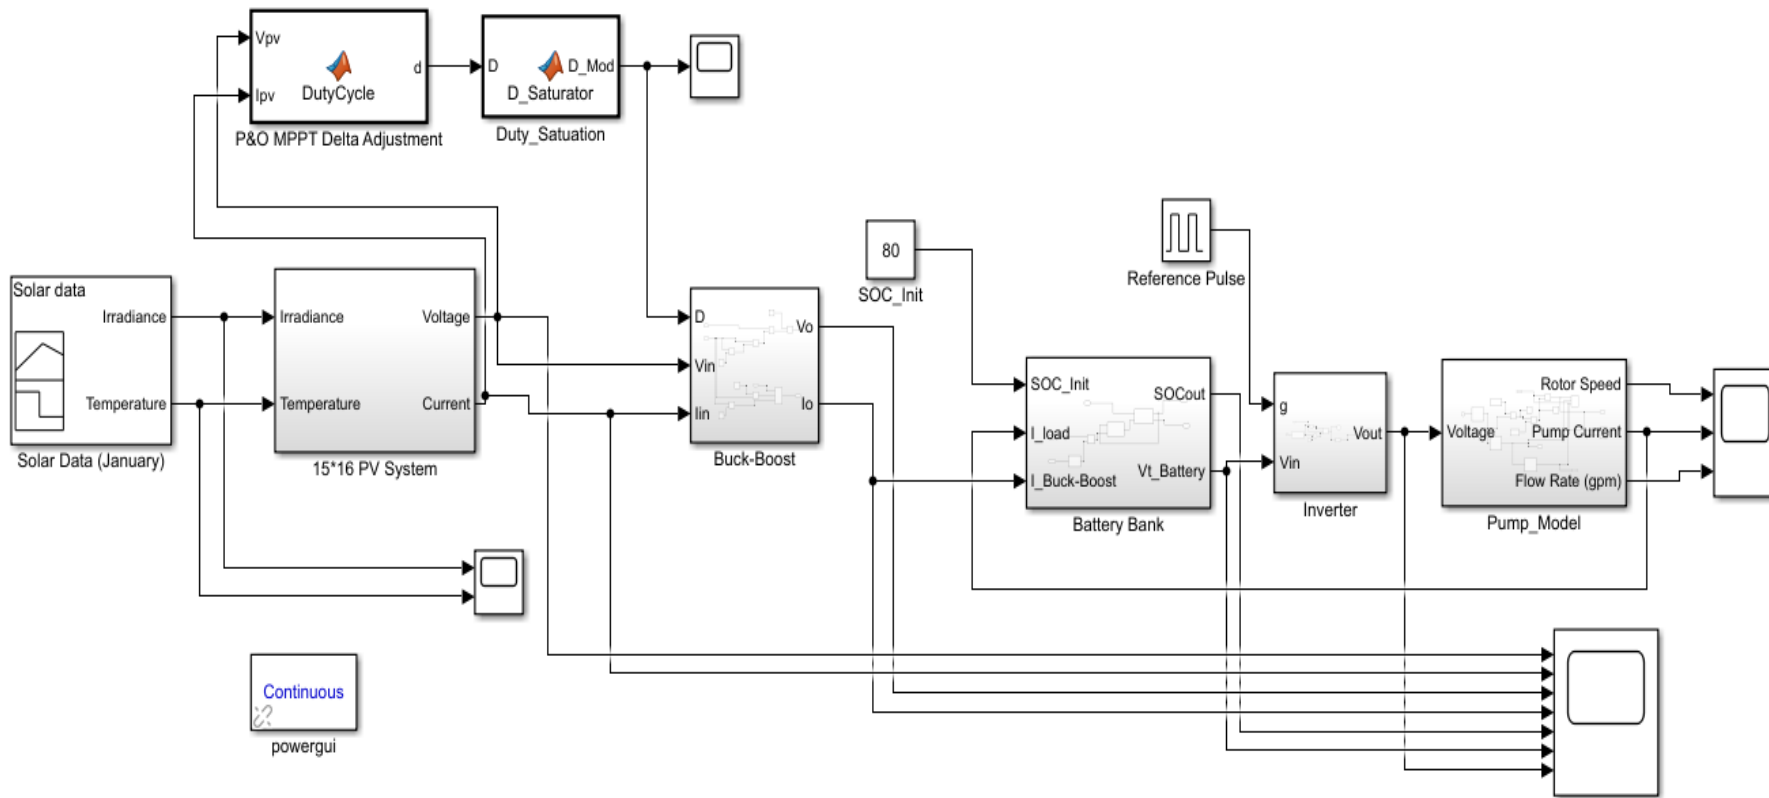 Vpv
Ipv
d
DutyCycle
P&O MPPT Delta Adjustment
D
D_Mod
D_Saturator
Duty_Satuation
Solar data
Irradiance
Temperature
Solar Data (January)
Irradiance
Temperature
Voltage
Current
15*16 PV System
D
Vin
Iin
Vo
Io
Buck-Boost
80
SOC_Init
SOC_Init
I_load
I_Buck-Boost
SOCout
Vt_Battery
Battery Bank
Reference Pulse
g
Vin
Vout
Inverter
Voltage
Rotor Speed
Pump Current
Flow Rate (gpm)
Pump_Model
Continuous
powergui